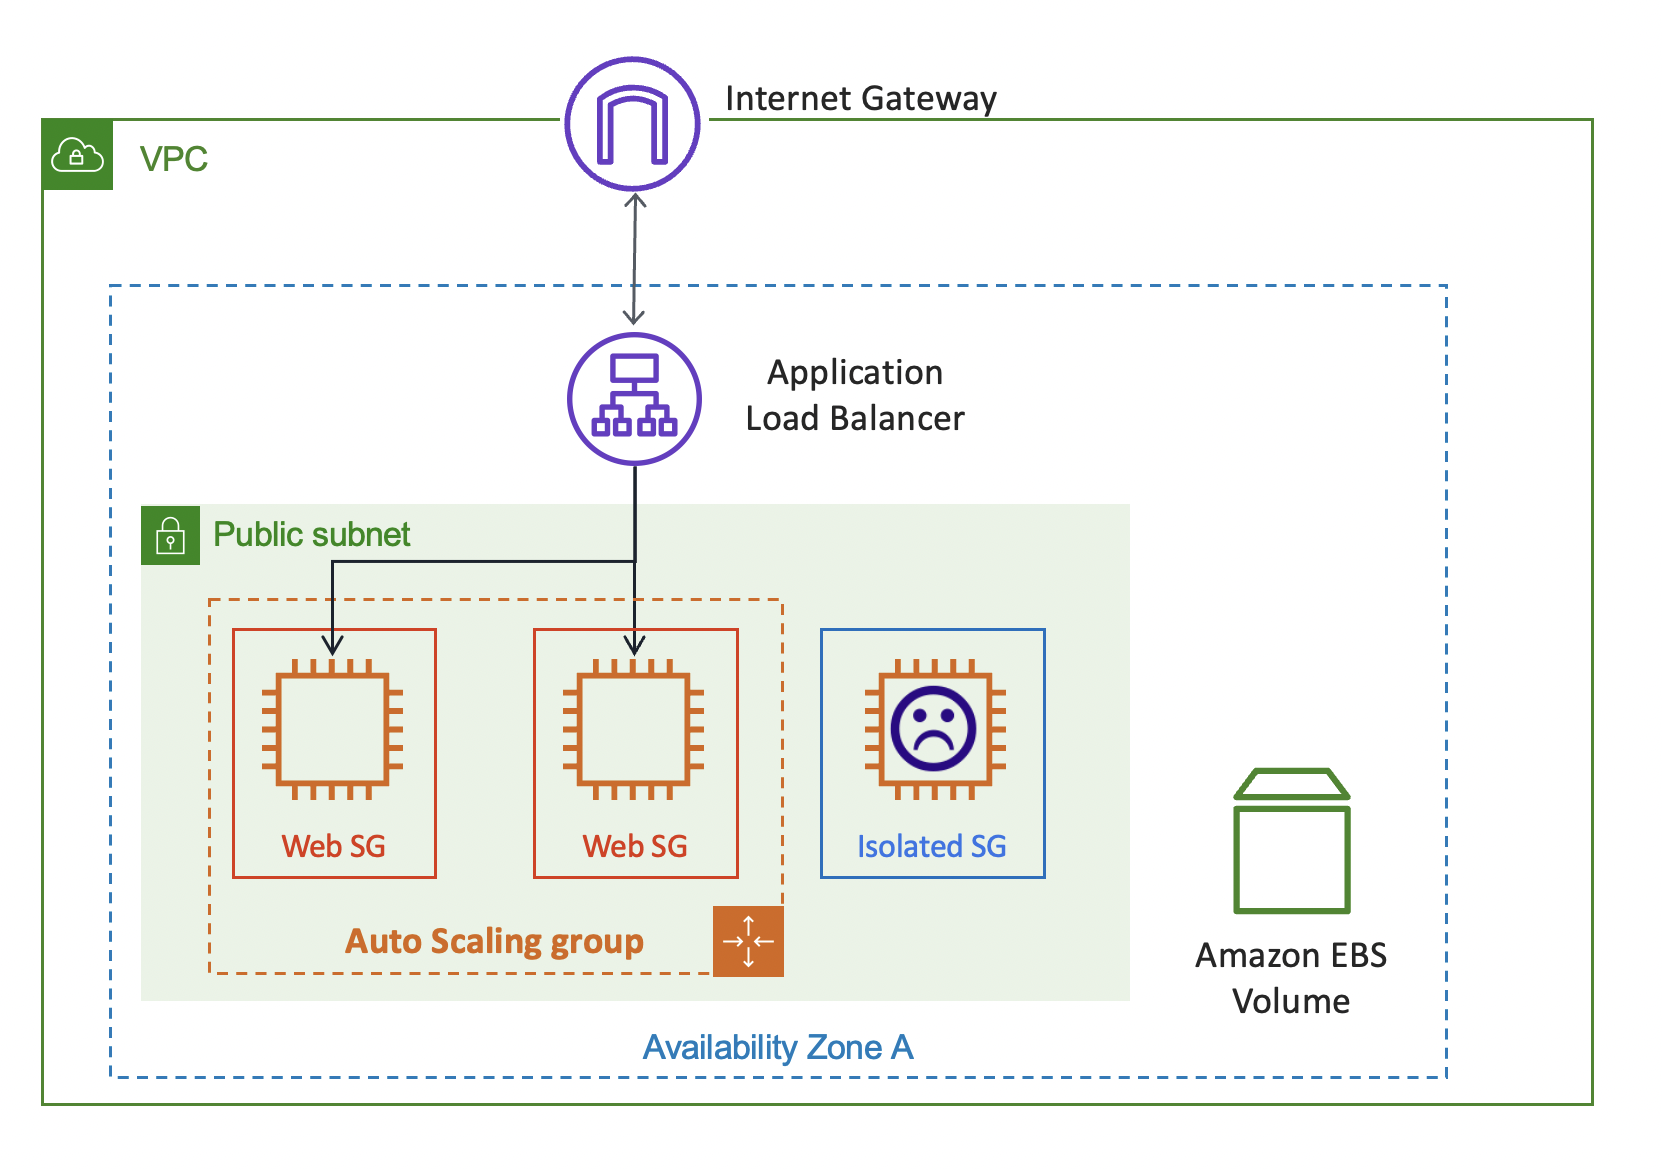 Internet Gateway
VPC
Application
Load Balancer
Public subnet
Web SG
Web SG
Isolated SG
Auto Scaling group
Amazon EBS
Volume
Availability Zone A